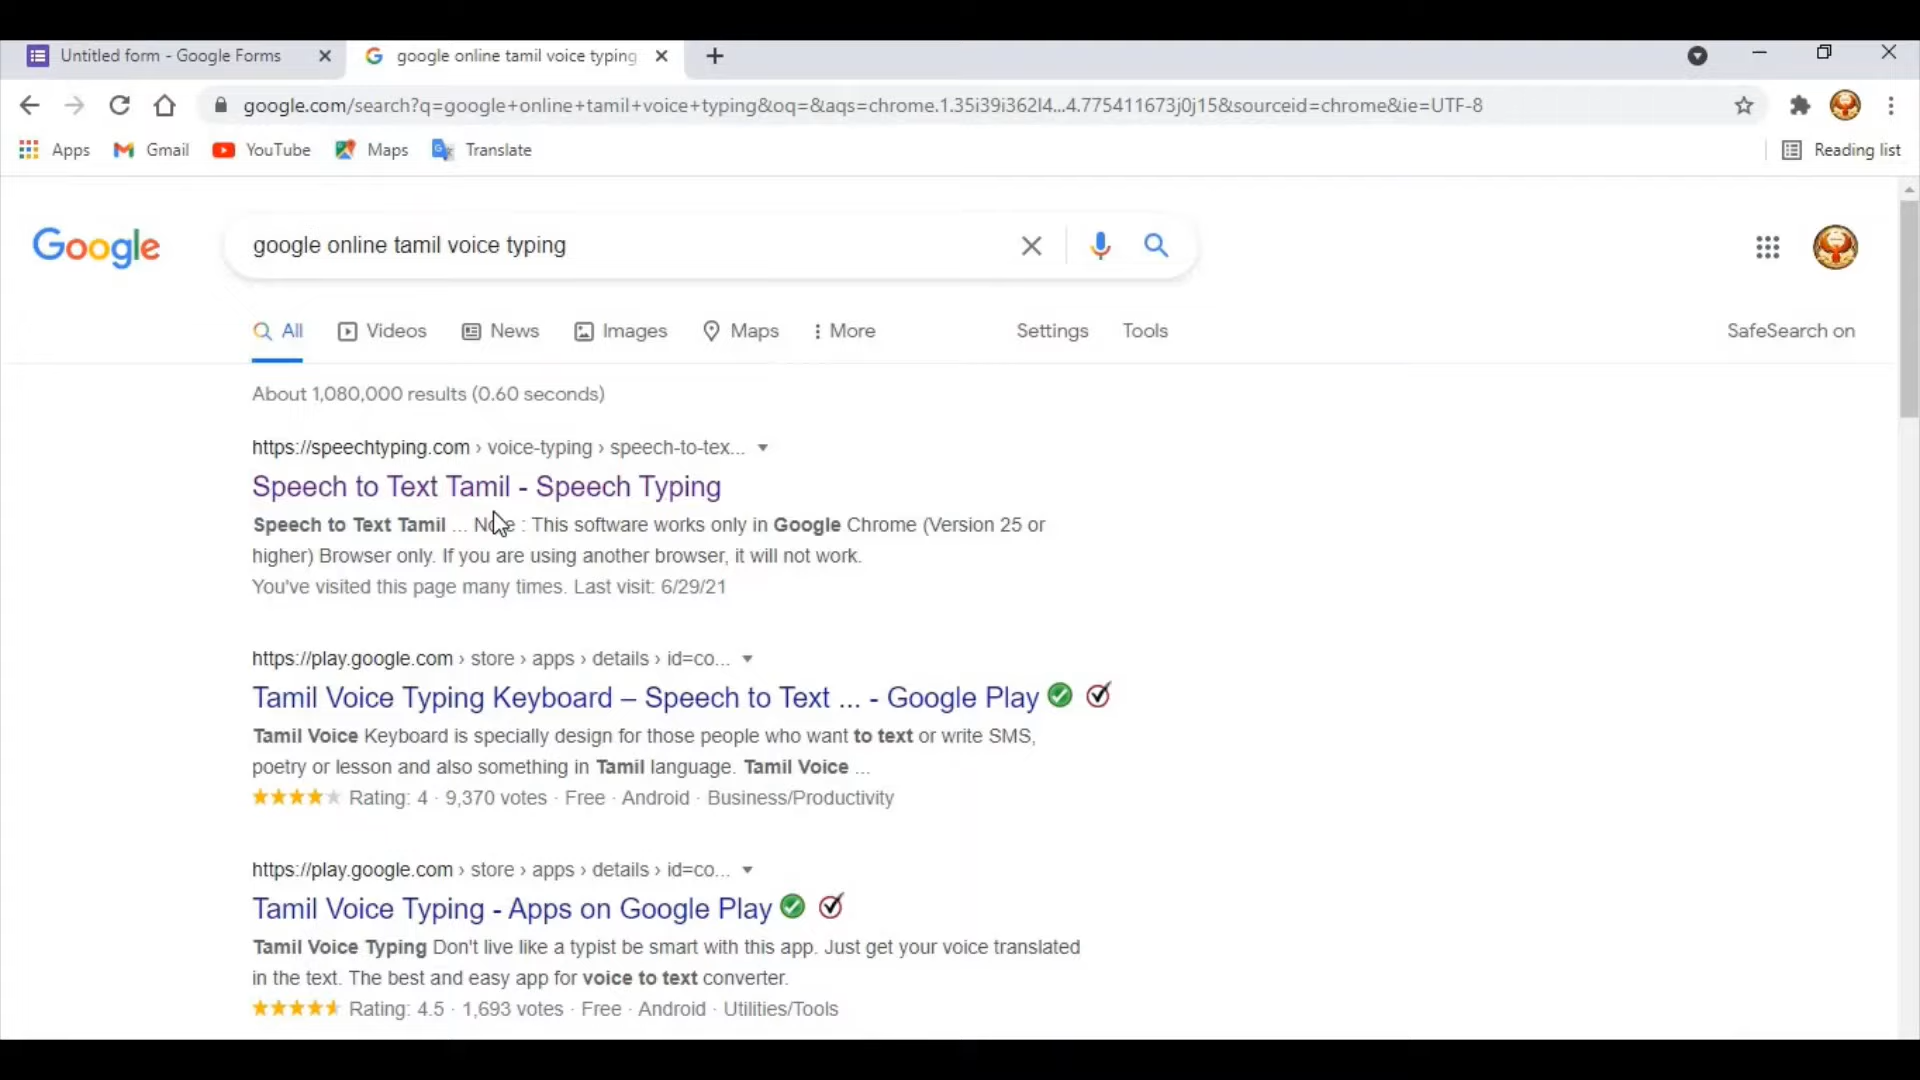 Untitled form - Google Forms
google online tamil voice typing
google.com/search?q=google+online+tamil+voice+typing&oq=&aqs=chrome.1.35i39i362l4...4.775411673j0j15&sourceid=chrome&ie=UTF-8
Apps Gmail YouTube Maps Translate Reading list
Google google online tamil voice typing
All Videos News Images Maps More Settings Tools SafeSearch on
About 1,080,000 results (0.60 seconds)
https://speechtyping.com › voice-typing › speech-to-tex...
Speech to Text Tamil - Speech Typing
Speech to Text Tamil ... Note : This software works only in Google Chrome (Version 25 or
higher) Browser only. If you are using another browser, it will not work.
You've visited this page many times. Last visit: 6/29/21
https://play.google.com › store › apps › details › id=co...
Tamil Voice Typing Keyboard – Speech to Text ... - Google Play
Tamil Voice Keyboard is specially design for those people who want to text or write SMS,
poetry or lesson and also something in Tamil language. Tamil Voice ...
Rating: 4 · 9,370 votes · Free · Android · Business/Productivity
https://play.google.com › store › apps › details › id=co...
Tamil Voice Typing - Apps on Google Play
Tamil Voice Typing Don't live like a typist be smart with this app. Just get your voice translated
in the text. The best and easy app for voice to text converter.
Rating: 4.5 · 1,693 votes · Free · Android · Utilities/Tools